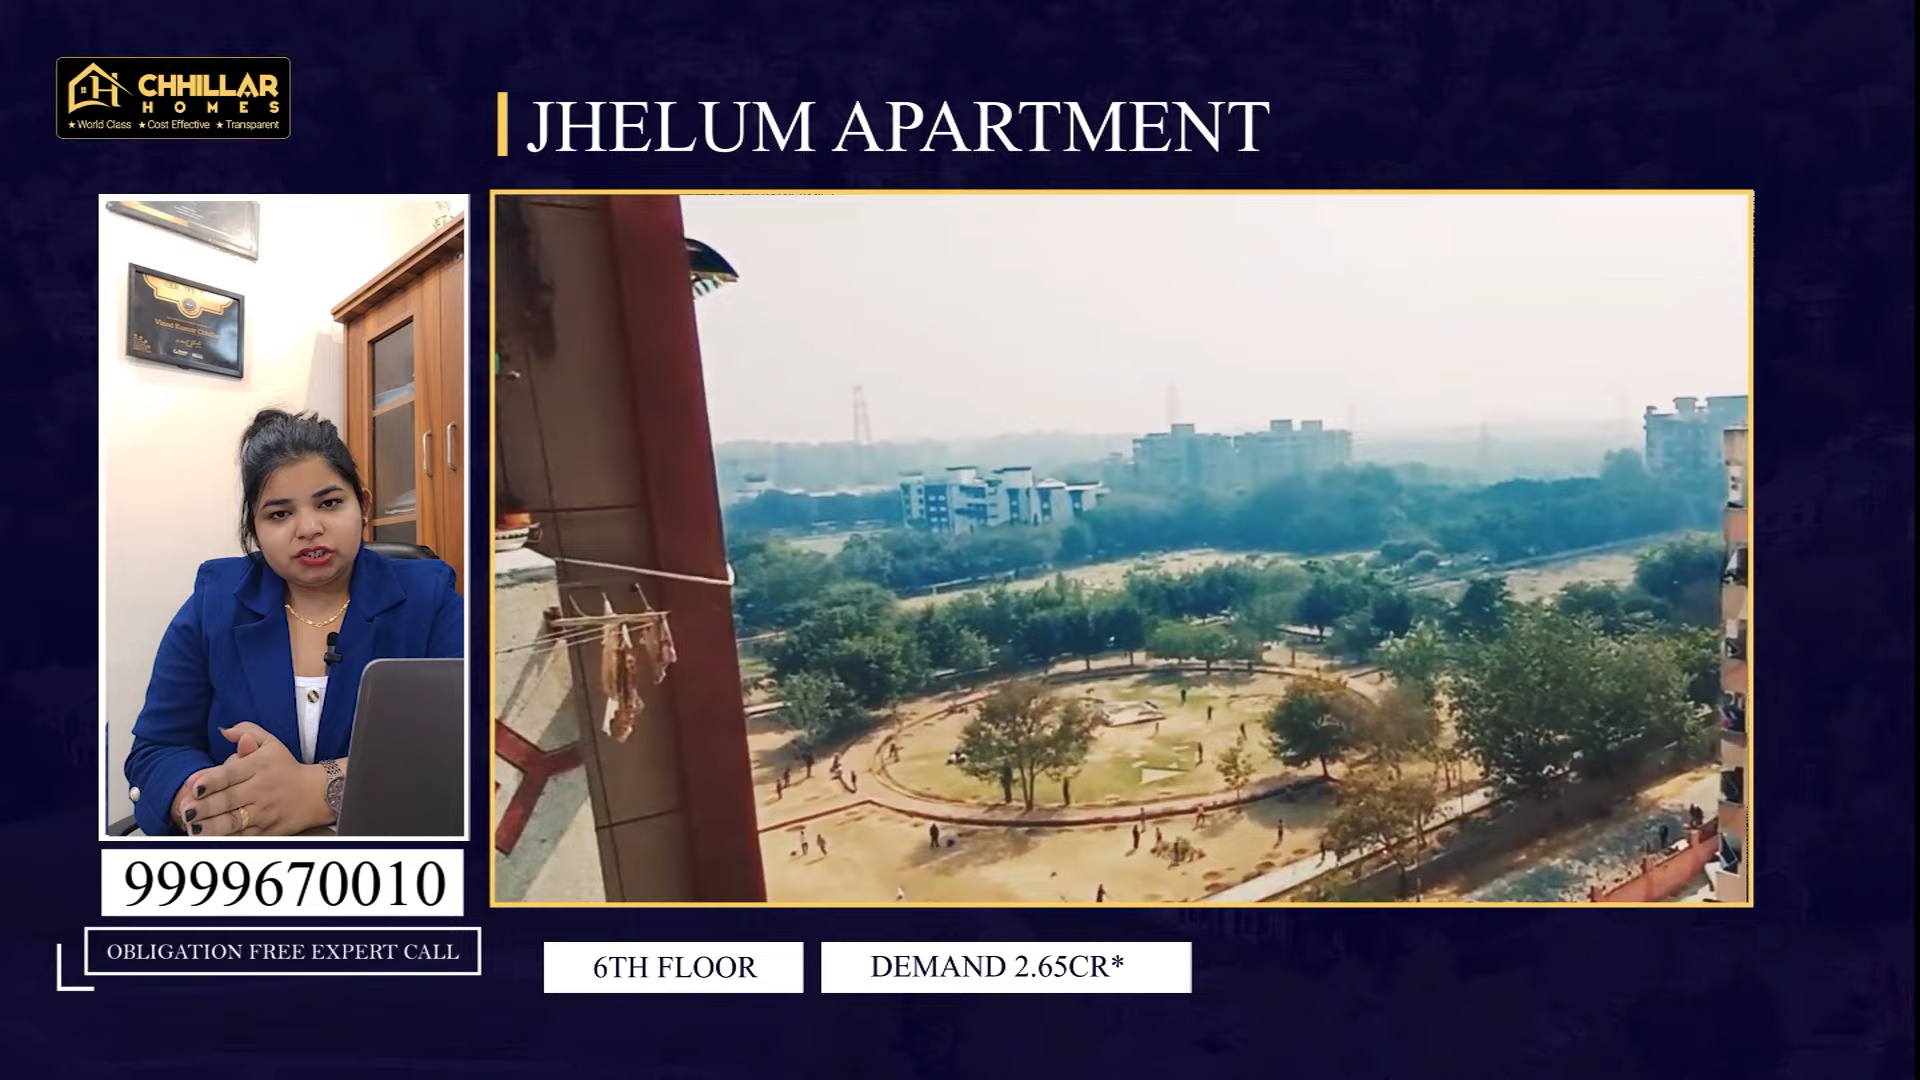 CHHILLAR
HOMES
★World Class ★Cost Effective ★Transparent
JHELUM APARTMENT
9999670010
OBLIGATION FREE EXPERT CALL
6TH FLOOR
DEMAND 2.65CR*